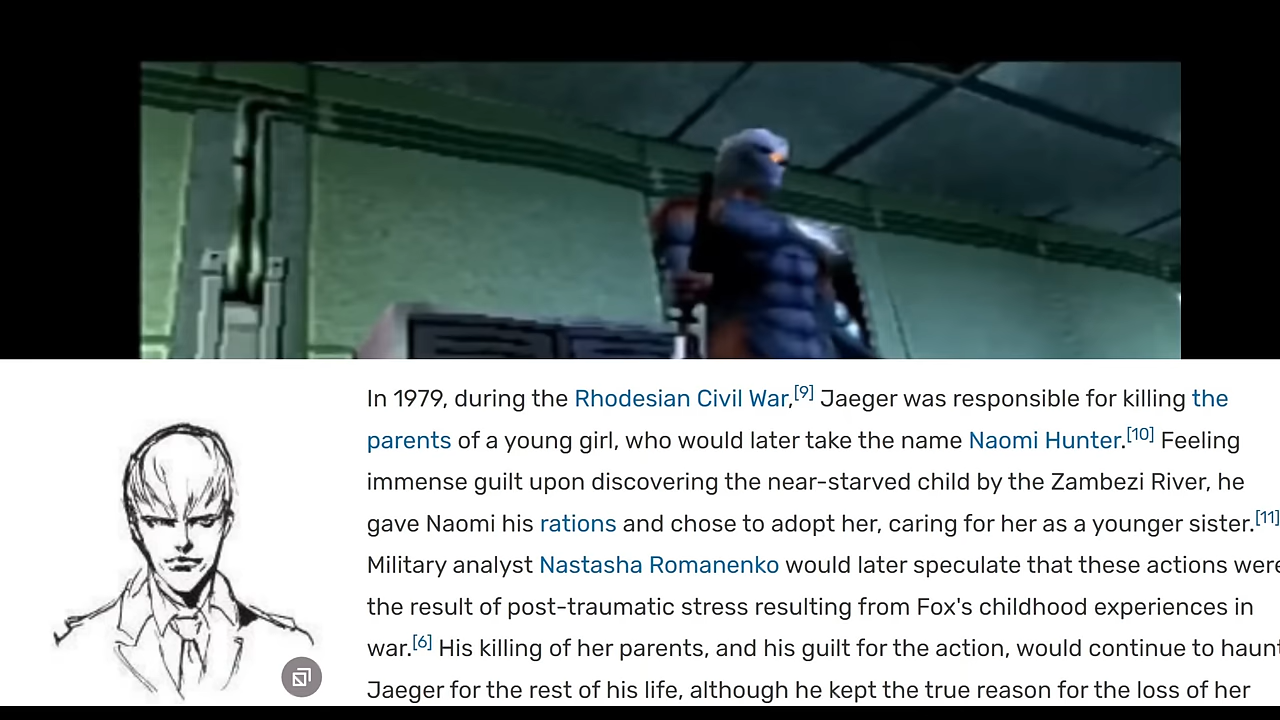 In 1979, during the Rhodesian Civil War,[9] Jaeger was responsible for killing the
parents of a young girl, who would later take the name Naomi Hunter.[10] Feeling
immense guilt upon discovering the near-starved child by the Zambezi River, he
gave Naomi his rations and chose to adopt her, caring for her as a younger sister.[11]
Military analyst Nastasha Romanenko would later speculate that these actions were
the result of post-traumatic stress resulting from Fox's childhood experiences in
war.[6] His killing of her parents, and his guilt for the action, would continue to haunt
Jaeger for the rest of his life, although he kept the true reason for the loss of her